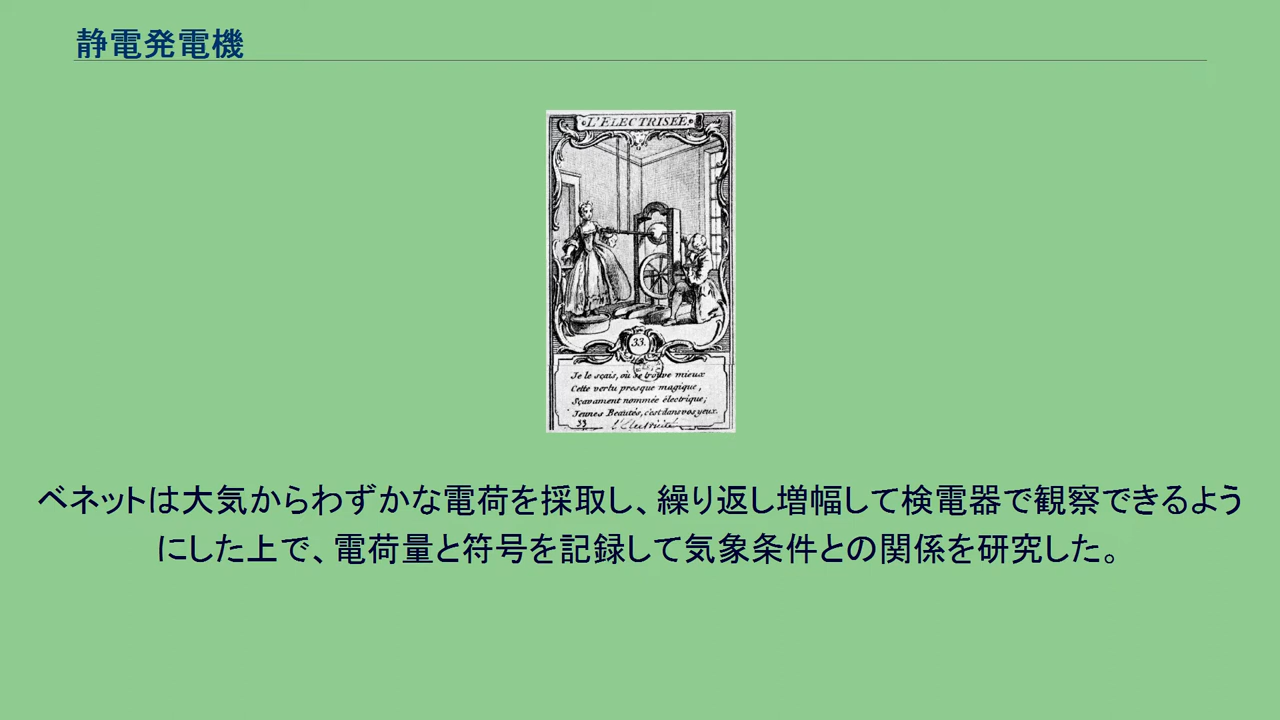 静電発電機
L'ÉLECTRISÉE
33.
Je le sçais, où se trouve mieux
Cette vertu presque magique,
Sçavament nommée électrique;
Jeunes Beautés, c'est dans vos yeux.
33
l'Electricité
ベネットは大気からわずかな電荷を採取し、繰り返し増幅して検電器で観察できるよう
にした上で、電荷量と符号を記録して気象条件との関係を研究した。